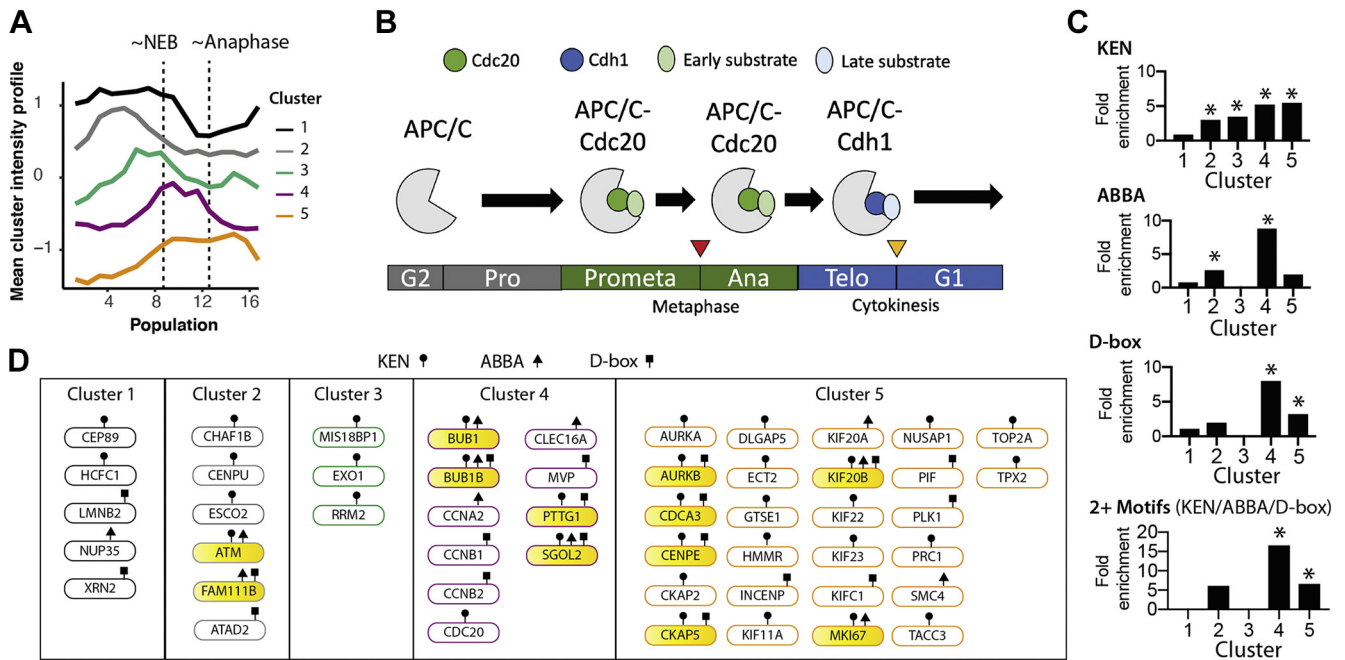 A
~NEB
~Anaphase
Mean cluster intensity profile
1
0
−1
4
8
12
16
Population
Cluster
1
2
3
4
5
B
Cdc20
Cdh1
Early substrate
Late substrate
APC/C
APC/C-
Cdc20
APC/C-
Cdc20
APC/C-
Cdh1
G2
Pro
Prometa
Ana
Telo
G1
Metaphase
Cytokinesis
C
KEN
Fold
enrichment
10
5
0
* * * *
1 2 3 4 5
Cluster
ABBA
Fold
enrichment
10
5
0
* *
1 2 3 4 5
Cluster
D-box
Fold
enrichment
10
5
0
* *
1 2 3 4 5
Cluster
2+ Motifs (KEN/ABBA/D-box)
Fold
enrichment
20
15
10
5
0
* *
1 2 3 4 5
Cluster
D
KEN
ABBA
D-box
Cluster 1
CEP89
HCFC1
LMNB2
NUP35
XRN2
Cluster 2
CHAF1B
CENPU
ESCO2
ATM
FAM111B
ATAD2
Cluster 3
MIS18BP1
EXO1
RRM2
Cluster 4
BUB1
BUB1B
CCNA2
CCNB1
CCNB2
CDC20
CLEC16A
MVP
PTTG1
SGOL2
Cluster 5
AURKA
AURKB
CDCA3
CENPE
CKAP2
CKAP5
DLGAP5
ECT2
GTSE1
HMMR
INCENP
KIF11A
KIF20A
KIF20B
KIF22
KIF23
KIFC1
MKI67
NUSAP1
PIF
PLK1
PRC1
SMC4
TACC3
TOP2A
TPX2